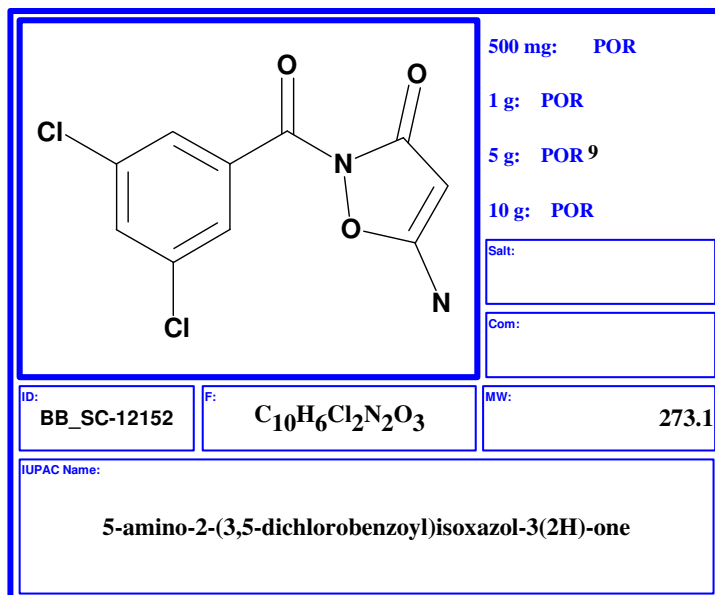 500 mg: POR
1 g: POR
5 g: POR 9
10 g: POR
O
O
Cl
N
O
N
Cl
Salt:
Com:
ID:
BB_SC-12152
F:
C10H6Cl2N2O3
MW:
273.1
IUPAC Name:
5-amino-2-(3,5-dichlorobenzoyl)isoxazol-3(2H)-one